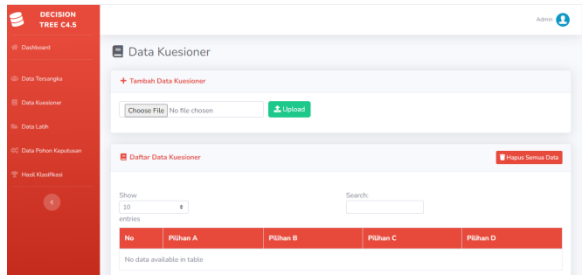 DECISION
TREE C4.5
Admin
Dashboard
Data Kuesioner
Data Tersangka
+ Tambah Data Kuesioner
Data Kuesioner
Choose File No file chosen
Upload
Data Latih
Data Pohon Keputusan
Daftar Data Kuesioner
Hapus Semua Data
Hasil Klasifikasi
Show
10
entries
Search:
No Pilihan A Pilihan B Pilihan C Pilihan D
No data available in table